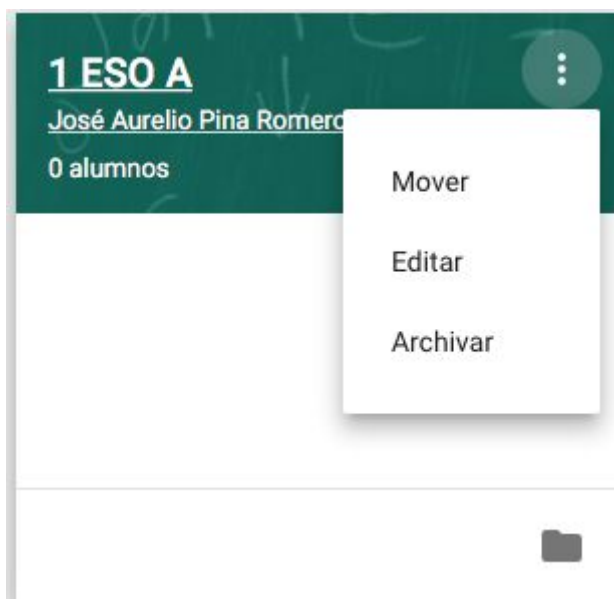 1 ESO A
José Aurelio Pina Romero
0 alumnos
Mover
Editar
Archivar